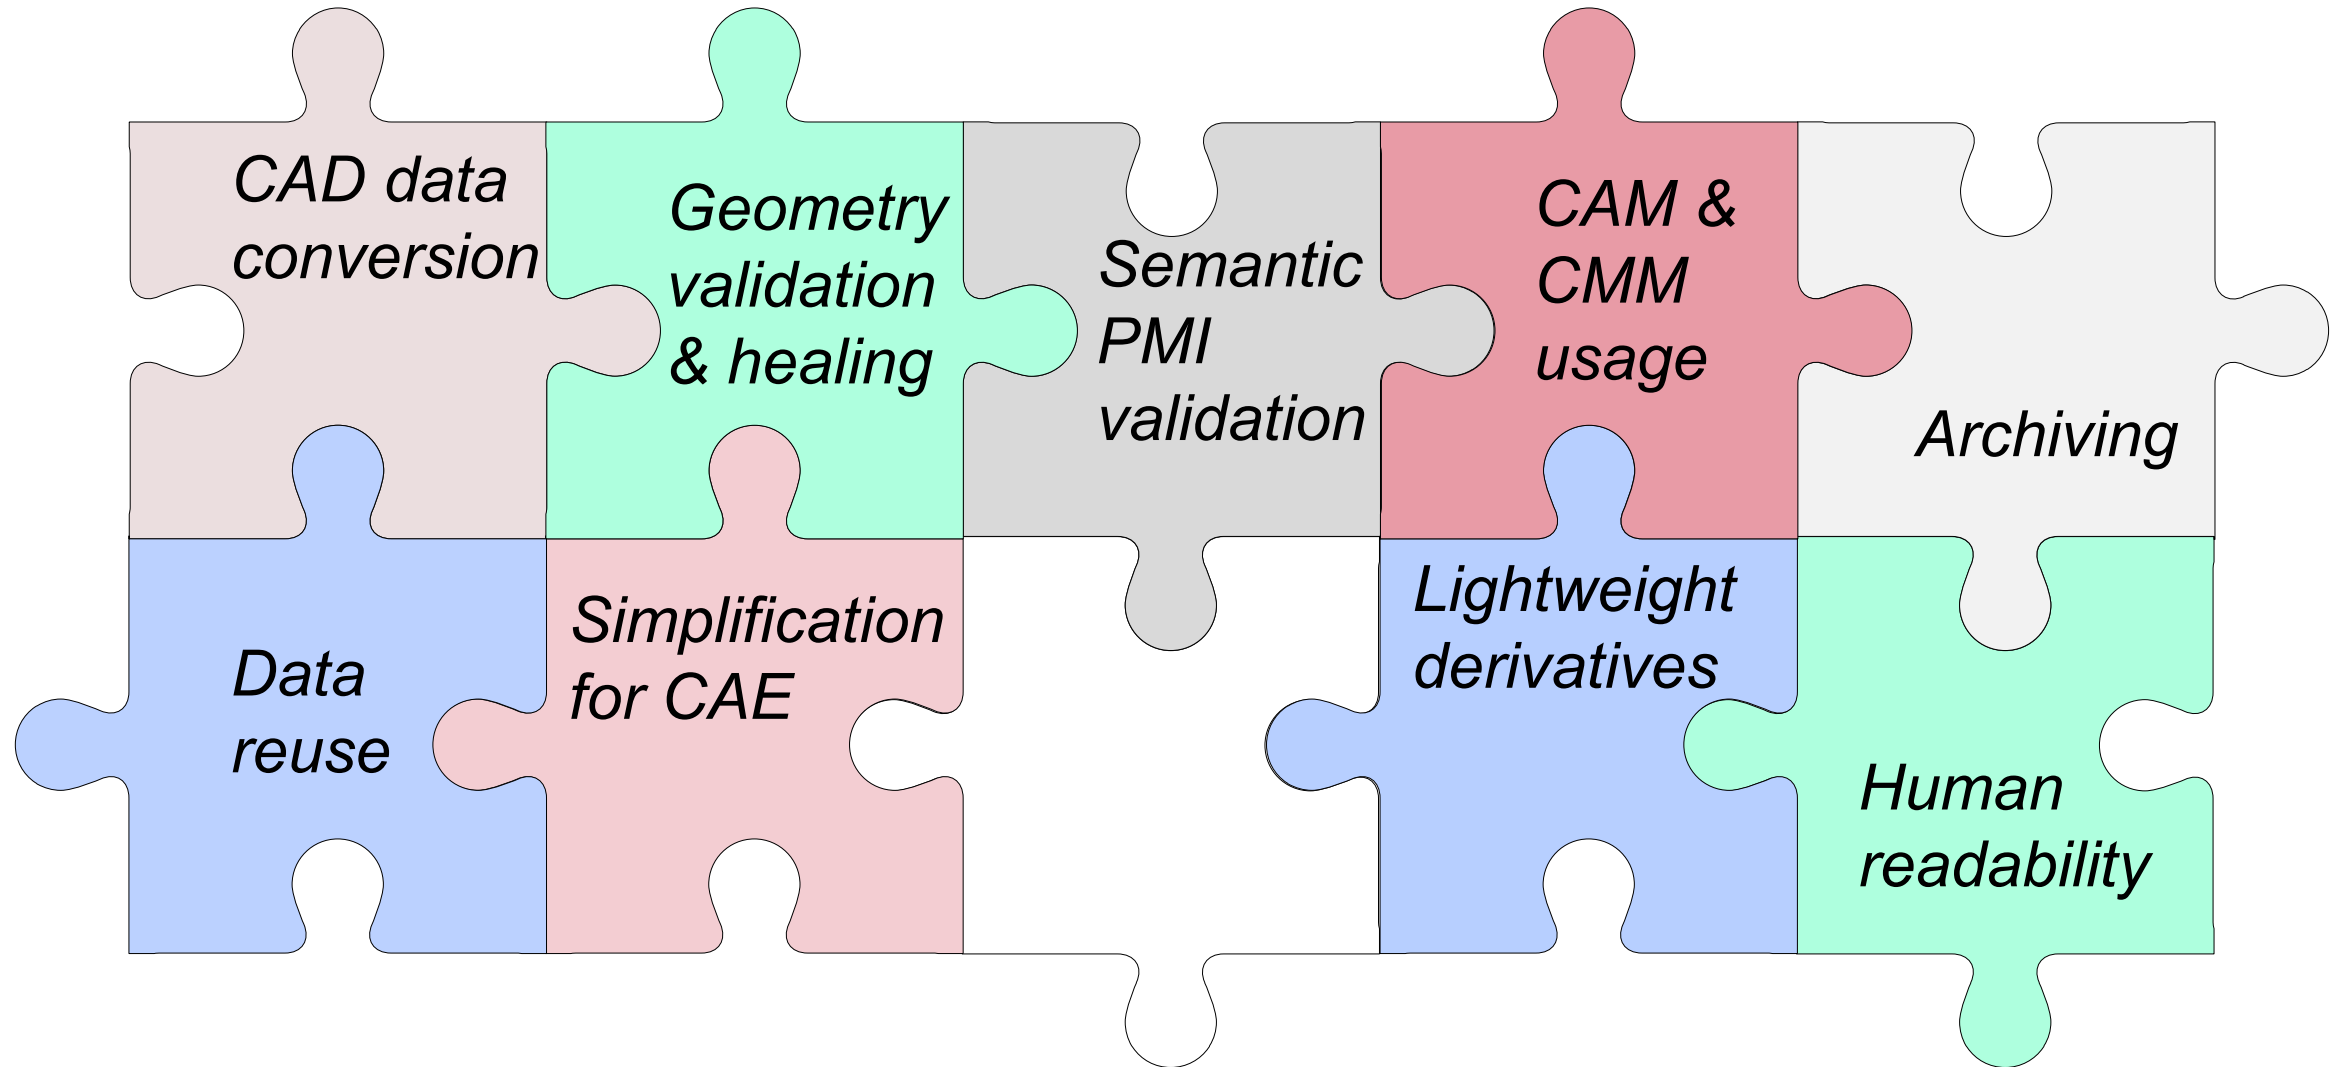 CAD data
conversion
Geometry
validation
& healing
Semantic
PMI
validation
CAM &
CMM
usage
Archiving
Data
reuse
Simplification
for CAE
Lightweight
derivatives
Human
readability